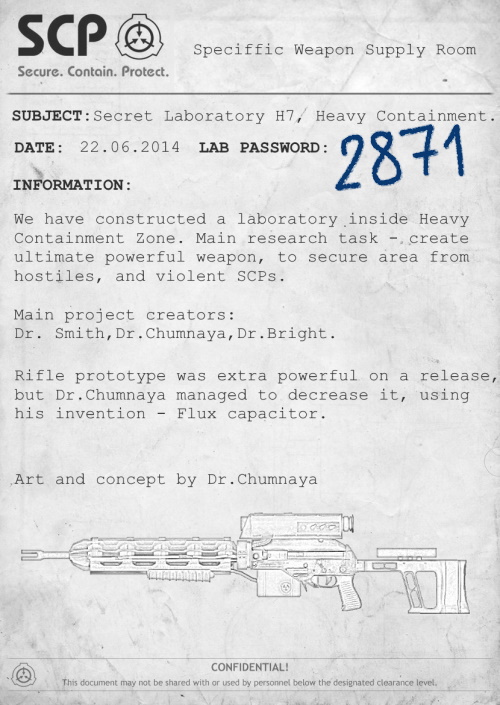 SCP
Speciffic Weapon Supply Room
Secure. Contain. Protect.
SUBJECT:Secret Laboratory H7, Heavy Containment.
DATE: 22.06.2014 LAB PASSWORD: 2871
INFORMATION:
We have constructed a laboratory inside Heavy
Containment Zone. Main research task - create
ultimate powerful weapon, to secure area from
hostiles, and violent SCPs.
Main project creators:
Dr. Smith,Dr.Chumnaya,Dr.Bright.
Rifle prototype was extra powerful on a release,
but Dr.Chumnaya managed to decrease it, using
his invention - Flux capacitor.
Art and concept by Dr.Chumnaya
CONFIDENTIAL!
This document may not be shared with or used by personnel below the designated clearance level.